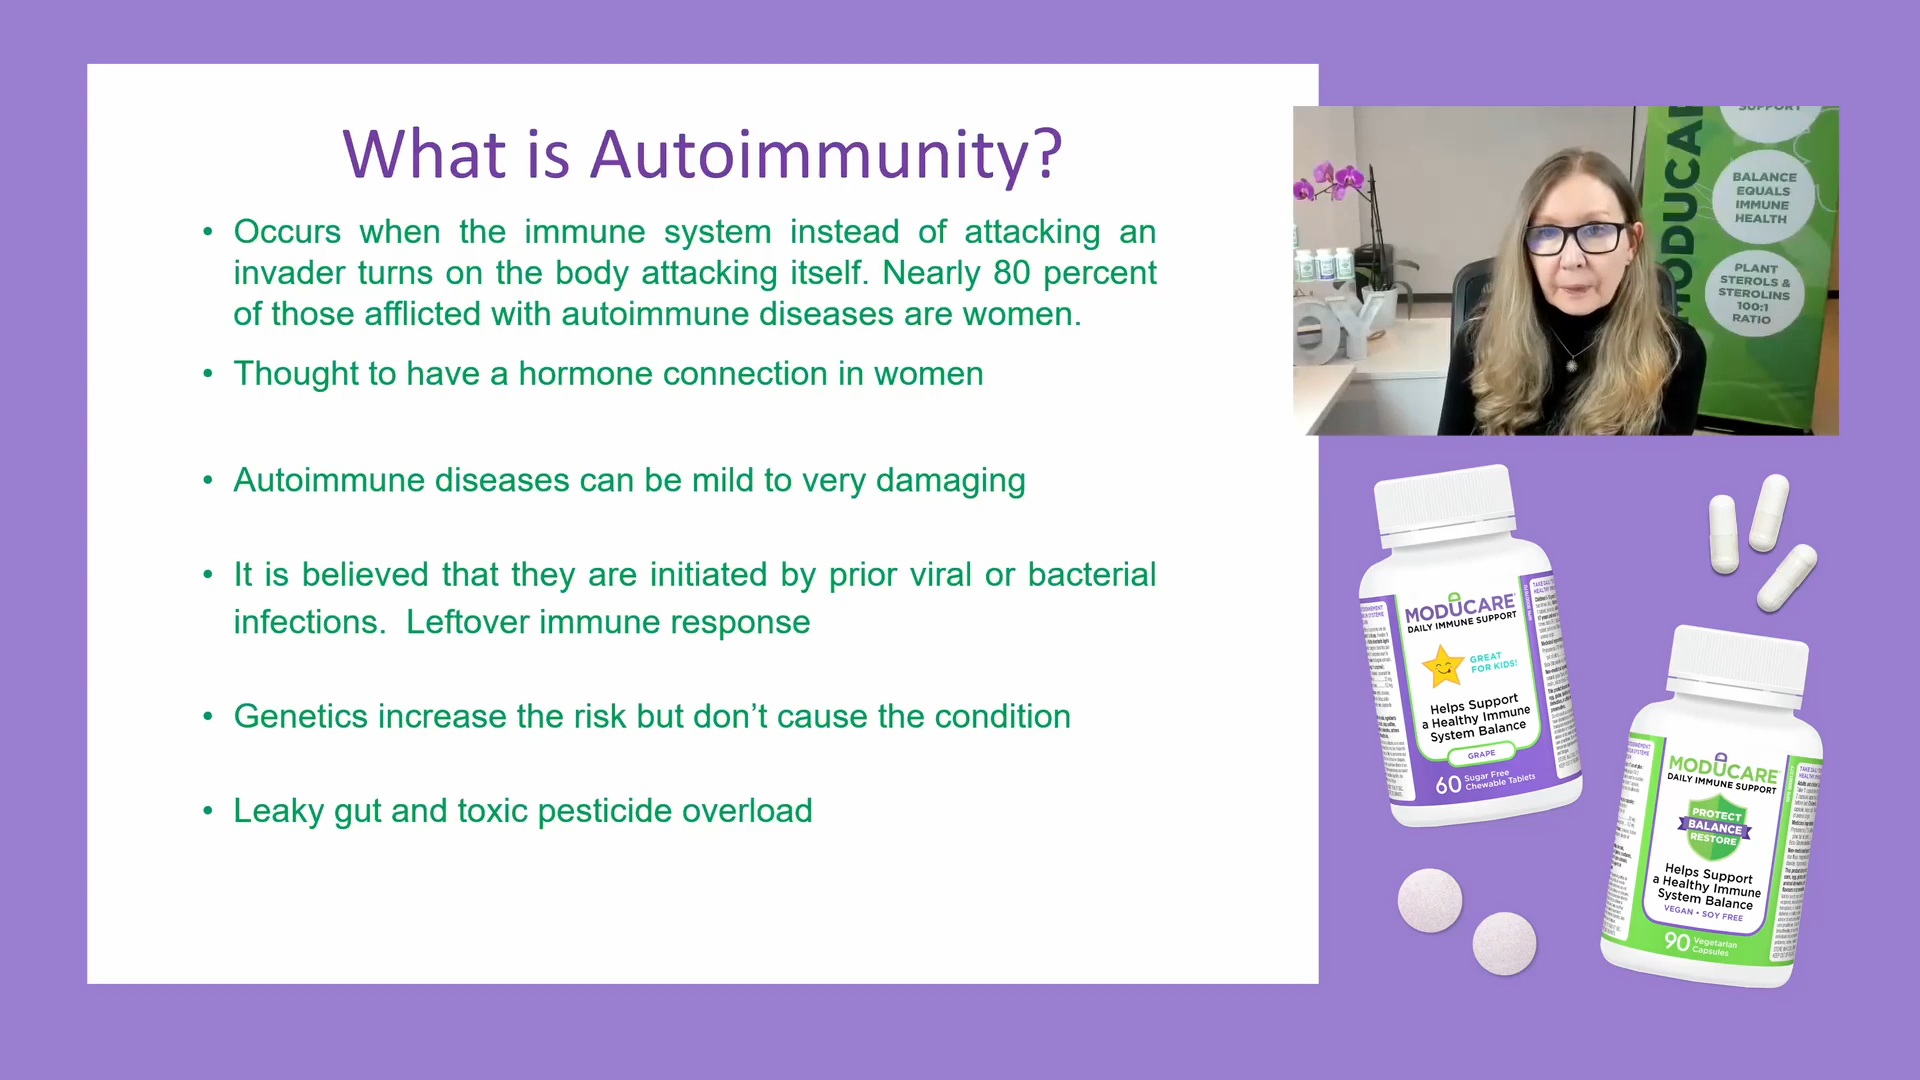 What is Autoimmunity?
• Occurs when the immune system instead of attacking an
invader turns on the body attacking itself. Nearly 80 percent
of those afflicted with autoimmune diseases are women.
• Thought to have a hormone connection in women
• Autoimmune diseases can be mild to very damaging
• It is believed that they are initiated by prior viral or bacterial
infections. Leftover immune response
• Genetics increase the risk but don’t cause the condition
• Leaky gut and toxic pesticide overload
SUPPORT
MODUCAR
BALANCE
EQUALS
IMMUNE
HEALTH
PLANT
STEROLS &
STEROLINS
100:1
RATIO
OY
MODUCARE
DAILY IMMUNE SUPPORT
GREAT
FOR KIDS!
Helps Support
a Healthy Immune
System Balance
GRAPE
60 Sugar Free
Chewable Tablets
MODUCARE
DAILY IMMUNE SUPPORT
PROTECT
BALANCE
RESTORE
Helps Support
a Healthy Immune
System Balance
VEGAN • SOY FREE
90 Vegetarian
Capsules